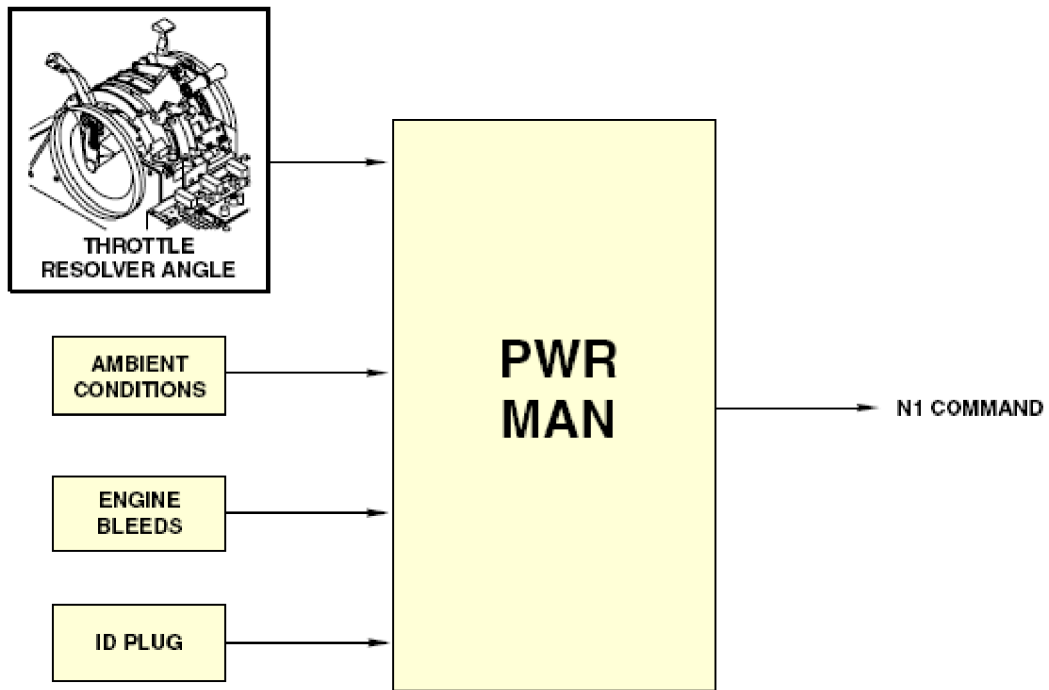 THROTTLE
RESOLVER ANGLE
AMBIENT
CONDITIONS
ENGINE
BLEEDS
ID PLUG
PWR
MAN
N1 COMMAND